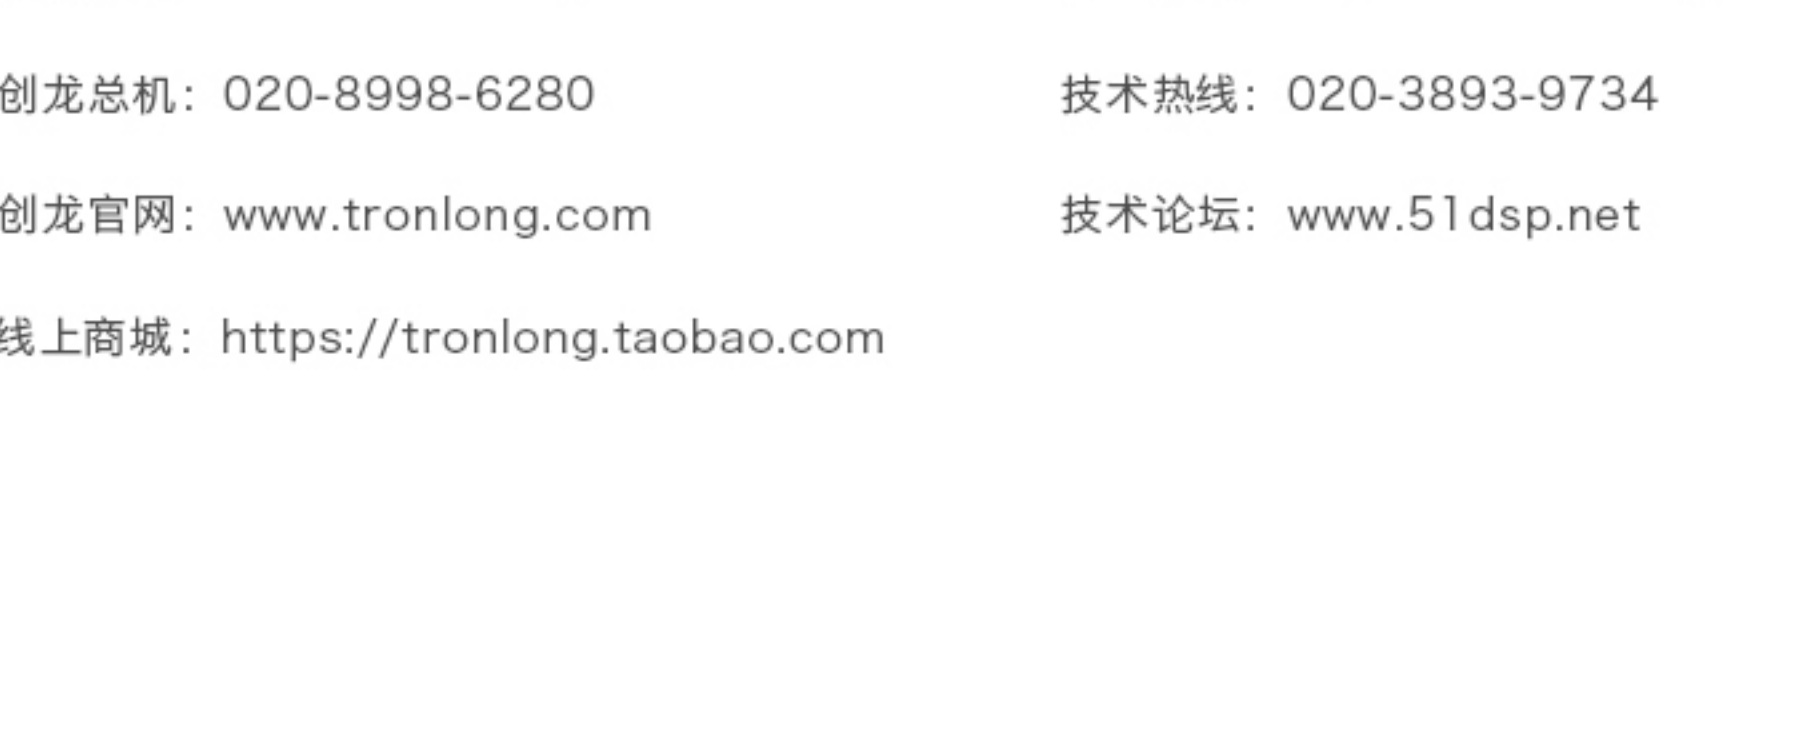 创龙总机：020-8998-6280
技术热线：020-3893-9734
创龙官网：www.tronlong.com
技术论坛：www.51dsp.net
线上商城：https://tronlong.taobao.com